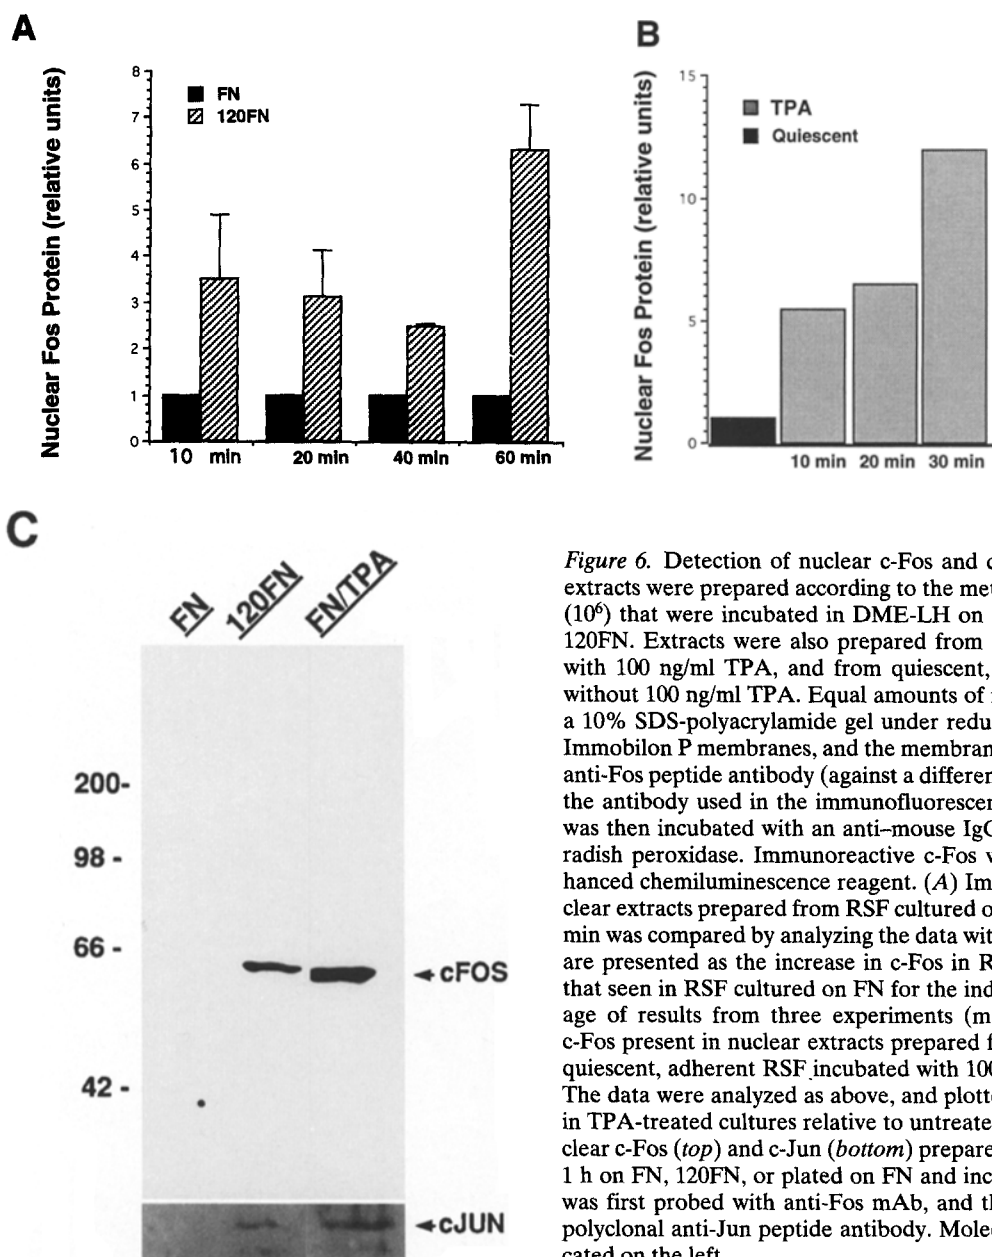 A
Nuclear Fos Protein (relative units)
8
7
6
5
4
3
2
1
0
FN
120FN
10 min
20 min
40 min
60 min
B
Nuclear Fos Protein (relative units)
15
10
5
0
TPA
Quiescent
10 min
20 min
30 min
C
FN
120FN
FN/TPA
200-
98 -
66 -
42 -
cFOS
cJUN
Figure 6. Detection of nuclear c-Fos and c
extracts were prepared according to the met
(10⁶) that were incubated in DME-LH on
120FN. Extracts were also prepared from
with 100 ng/ml TPA, and from quiescent,
without 100 ng/ml TPA. Equal amounts of
a 10% SDS-polyacrylamide gel under redu
Immobilon P membranes, and the membran
anti-Fos peptide antibody (against a differen
the antibody used in the immunofluorescen
was then incubated with an anti–mouse IgG
radish peroxidase. Immunoreactive c-Fos v
hanced chemiluminescence reagent. (A) Im
clear extracts prepared from RSF cultured o
min was compared by analyzing the data wit
are presented as the increase in c-Fos in R
that seen in RSF cultured on FN for the ind
age of results from three experiments (m
c-Fos present in nuclear extracts prepared f
quiescent, adherent RSF incubated with 100
The data were analyzed as above, and plotte
in TPA-treated cultures relative to untreate
clear c-Fos (top) and c-Jun (bottom) prepare
1 h on FN, 120FN, or plated on FN and inc
was first probed with anti-Fos mAb, and th
polyclonal anti-Jun peptide antibody. Mole
cated on the left.